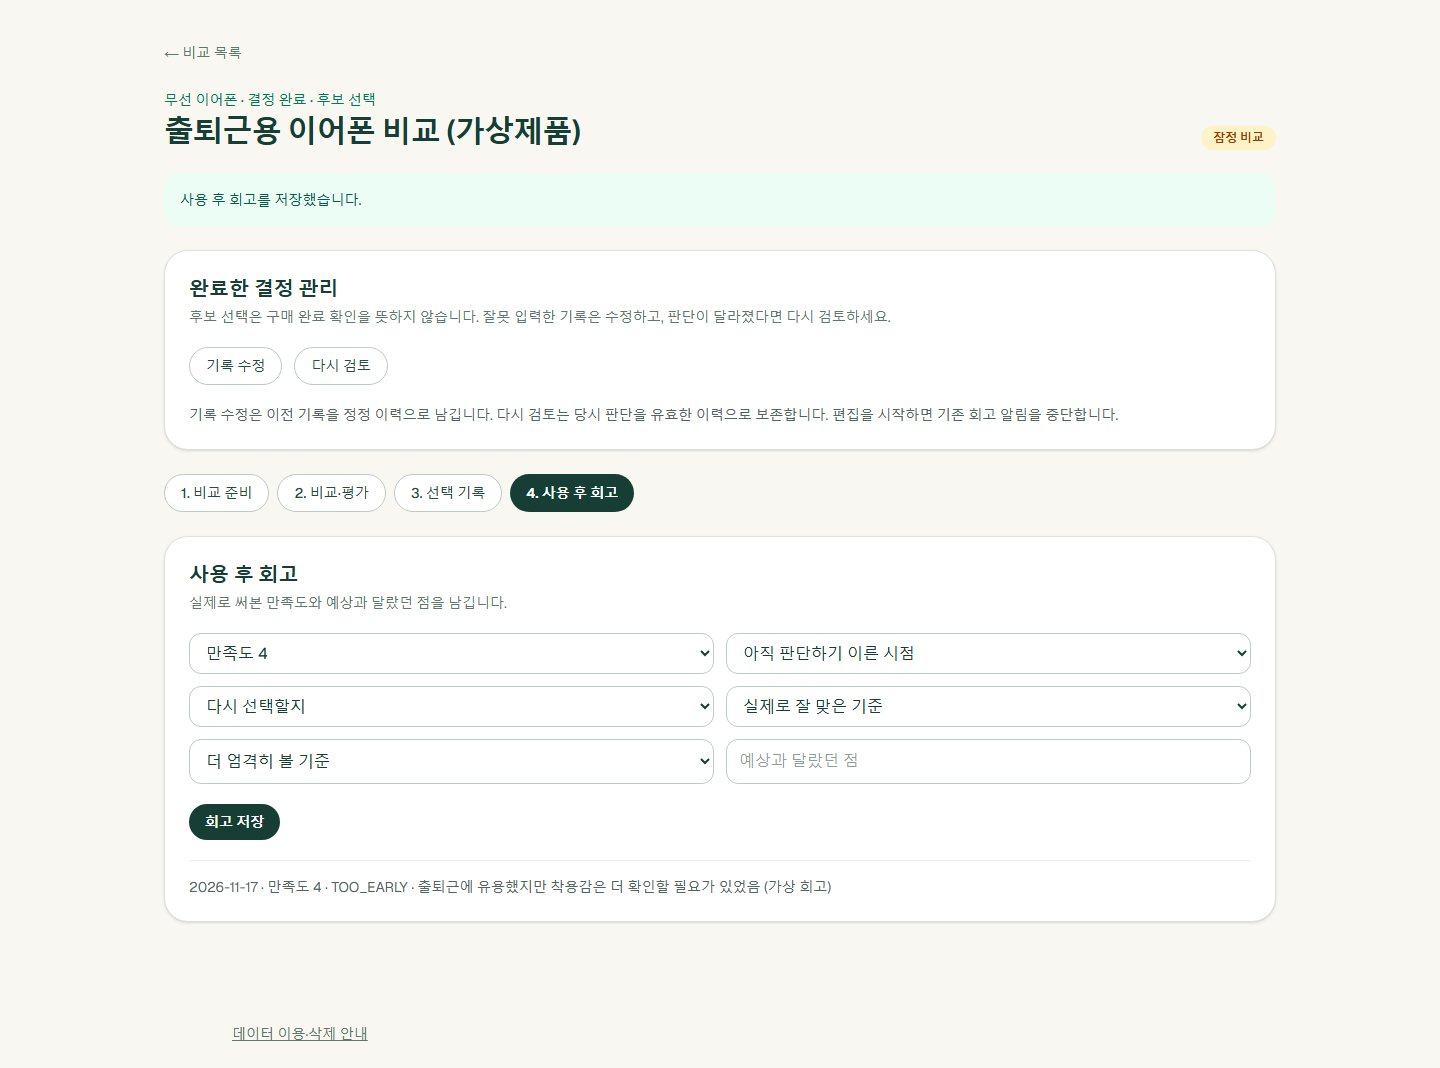 ← 비교 목록
무선 이어폰 · 결정 완료 · 후보 선택
출퇴근용 이어폰 비교 (가상제품)
잠정 비교
사용 후 회고를 저장했습니다.
완료한 결정 관리
후보 선택은 구매 완료 확인을 뜻하지 않습니다. 잘못 입력한 기록은 수정하고, 판단이 달라졌다면 다시 검토하세요.
기록 수정
다시 검토
기록 수정은 이전 기록을 정정 이력으로 남깁니다. 다시 검토는 당시 판단을 유효한 이력으로 보존합니다. 편집을 시작하면 기존 회고 알림을 중단합니다.
1. 비교 준비
2. 비교·평가
3. 선택 기록
4. 사용 후 회고
사용 후 회고
실제로 써본 만족도와 예상과 달랐던 점을 남깁니다.
만족도 4
아직 판단하기 이른 시점
다시 선택할지
실제로 잘 맞은 기준
더 엄격히 볼 기준
예상과 달랐던 점
회고 저장
2026-11-17 · 만족도 4 · TOO_EARLY · 출퇴근에 유용했지만 착용감은 더 확인할 필요가 있었음 (가상 회고)
데이터 이용·삭제 안내